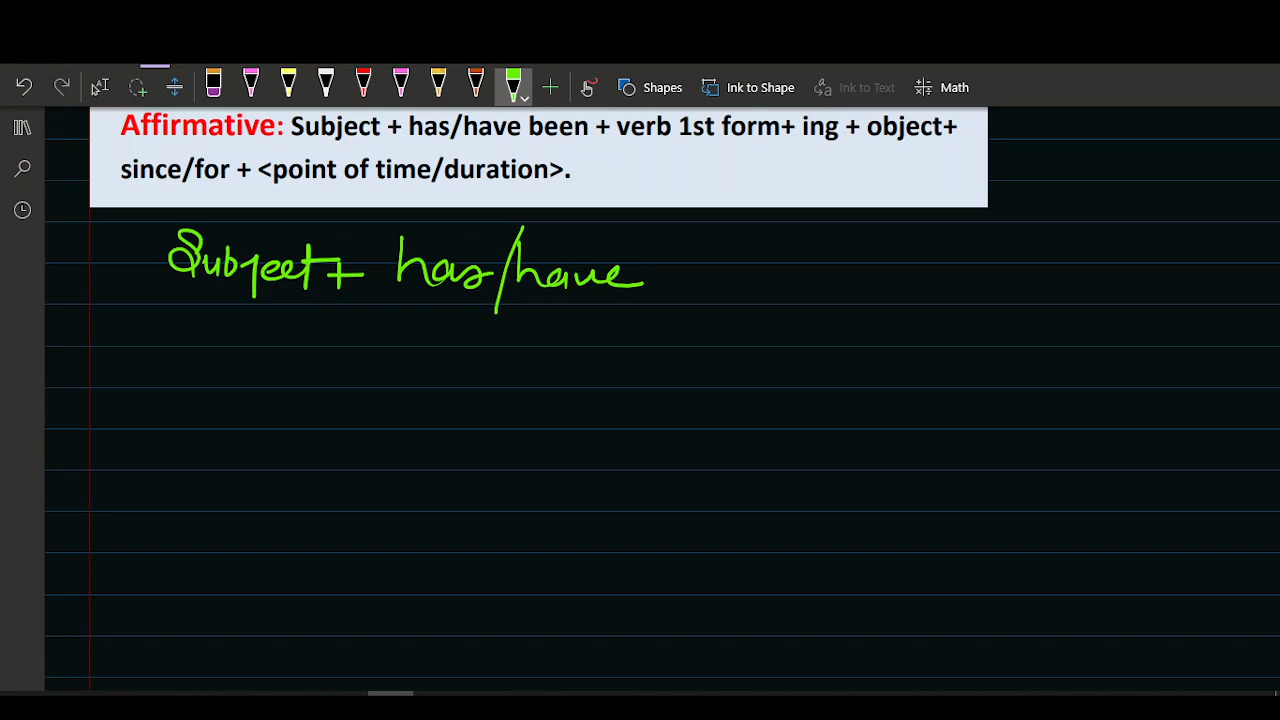 Ink to Shape
Shapes
Ink to Text
Math
Affirmative: Subject + has/have been + verb 1st form+ ing + object+
since/for + <point of time/duration>.
Subject + has/have